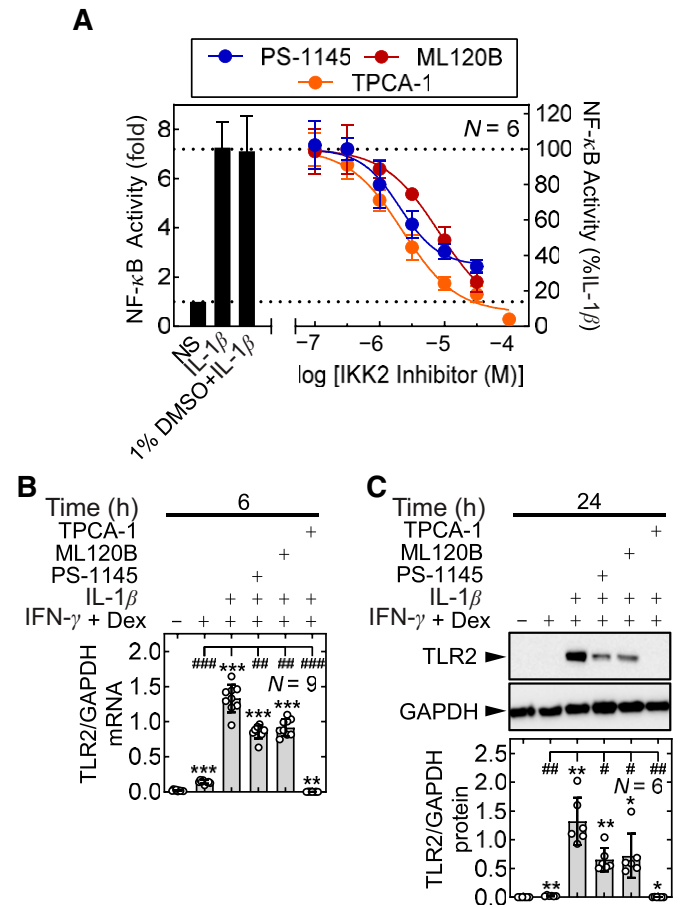 A
PS-1145 ML120B
TPCA-1
NF-κB Activity (fold)
8
6
4
2
0
N = 6
120
100
80
60
40
20
0
NF-κB Activity (%IL-1β)
NS
IL-1β
1% DMSO+IL-1β
−7 −6 −5 −4
log [IKK2 Inhibitor (M)]
B
Time (h) 6
TPCA-1 +
ML120B +
PS-1145 +
IL-1β + + + +
IFN-γ + Dex − + + + + +
TLR2/GAPDH
mRNA
2.0
1.5
1.0
0.5
0.0
### ## ## ###
N = 9
*** *** *** *** **
C
Time (h) 24
TPCA-1 +
ML120B +
PS-1145 +
IL-1β + + + +
IFN-γ + Dex − + + + + +
TLR2
GAPDH
TLR2/GAPDH
protein
2.5
2.0
1.5
1.0
0.5
0.0
## # # ##
N = 6
** ** ** * *